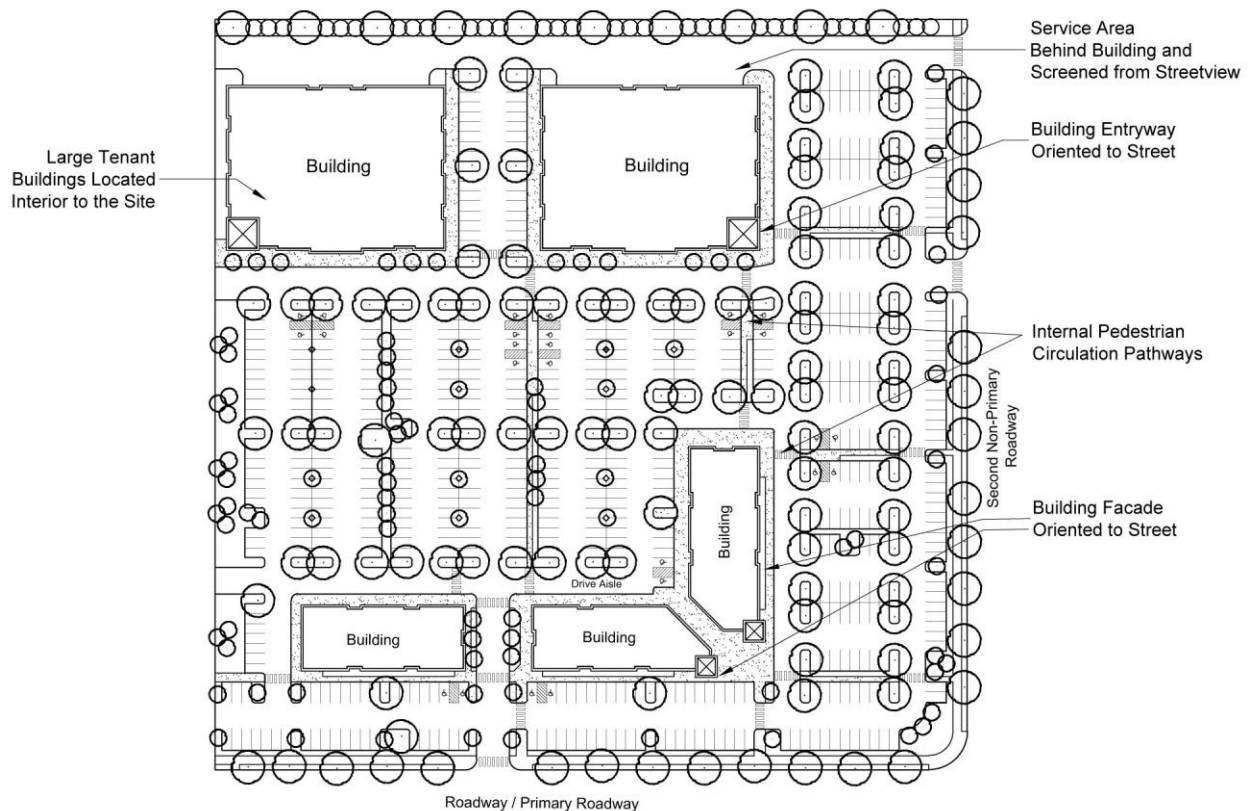 Service Area
Behind Building and
Screened from Streetview
Building Entryway
Oriented to Street
Large Tenant
Buildings Located
Interior to the Site
Building
Building
Internal Pedestrian
Circulation Pathways
Second Non-Primary
Roadway
Building
Building Facade
Oriented to Street
Drive Aisle
Building
Building
Roadway / Primary Roadway